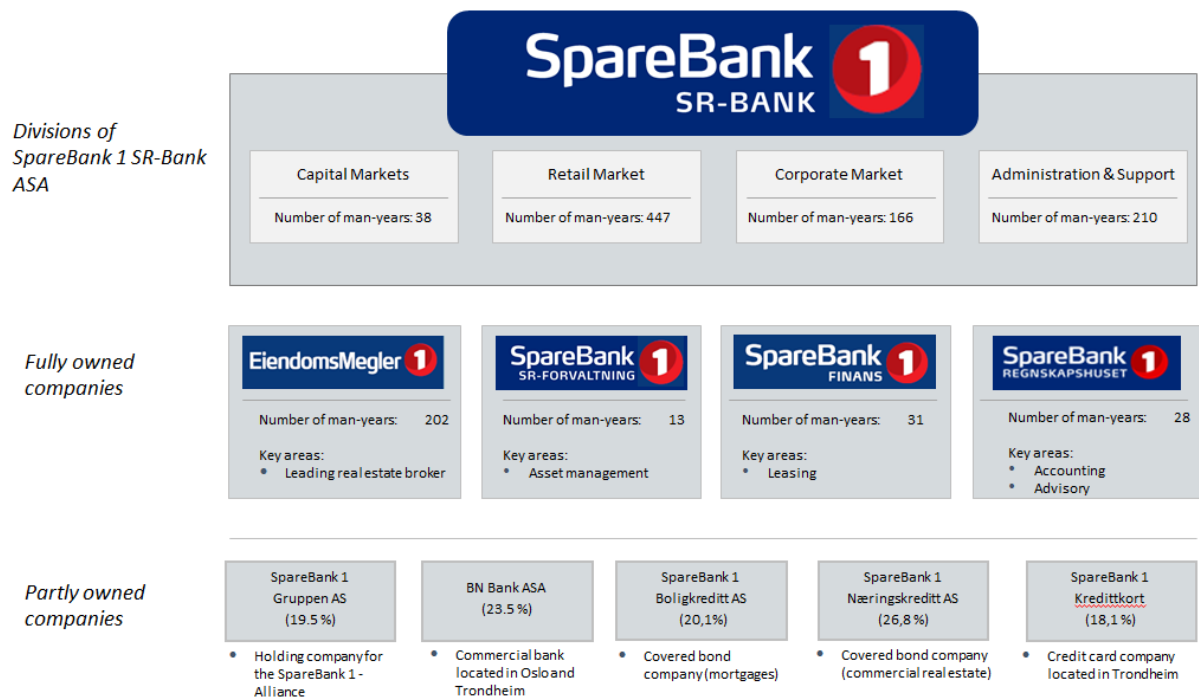 SpareBank 1
SR-BANK
Divisions of
SpareBank 1 SR-Bank
ASA
Capital Markets
Number of man-years: 38
Retail Market
Number of man-years: 447
Corporate Market
Number of man-years: 166
Administration & Support
Number of man-years: 210
Fully owned
companies
EiendomsMegler 1
Number of man-years: 202
Key areas:
• Leading real estate broker
SpareBank 1
SR-FORVALTNING
Number of man-years: 13
Key areas:
• Asset management
SpareBank 1
FINANS
Number of man-years: 31
Key areas:
• Leasing
SpareBank 1
REGNSKAPSHUSET
Number of man-years: 28
Key areas:
• Accounting
• Advisory
Partly owned
companies
SpareBank 1
Gruppen AS
(19.5 %)
• Holding company for
the SpareBank 1 -
Alliance
BN Bank ASA
(23.5 %)
• Commercial bank
located in Oslo and
Trondheim
SpareBank 1
Boligkreditt AS
(20,1%)
• Covered bond
company (mortgages)
SpareBank 1
Næringskreditt AS
(26,8 %)
• Covered bond company
(commercial real estate)
SpareBank 1
Kredittkort
(18,1 %)
• Credit card company
located in Trondheim